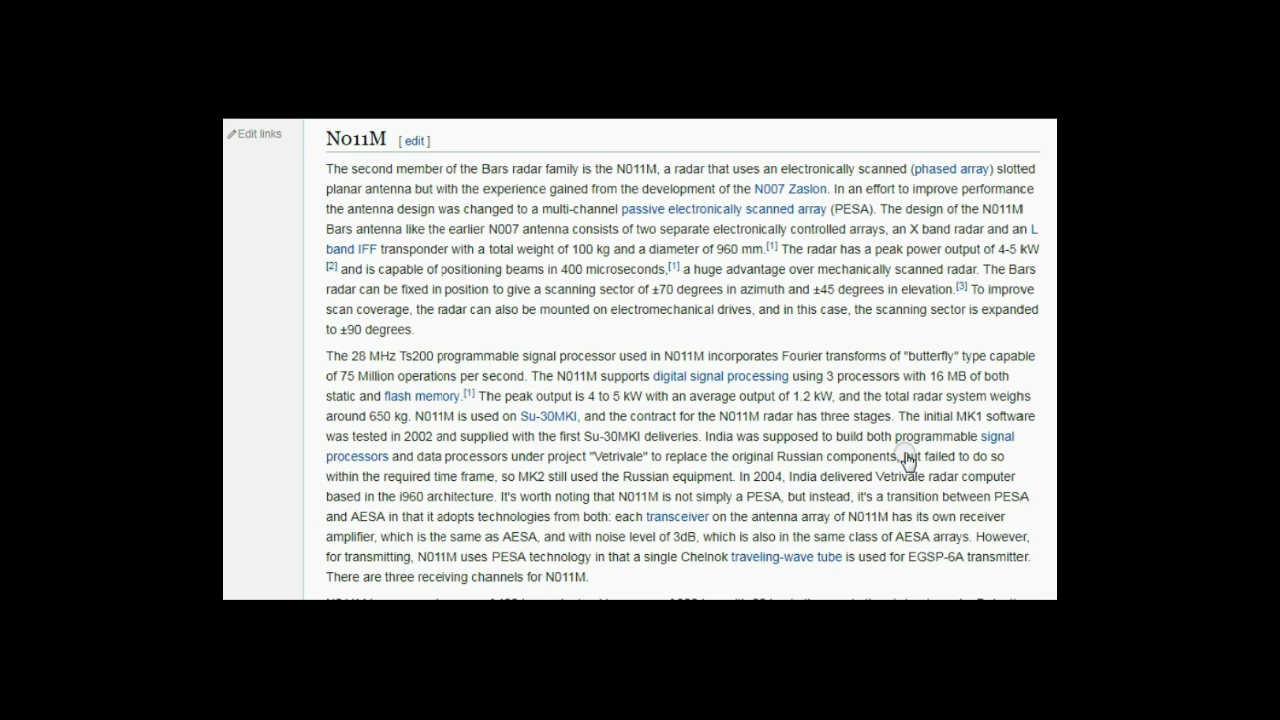 Edit links
N011M [ edit ]
The second member of the Bars radar family is the N011M, a radar that uses an electronically scanned (phased array) slotted
planar antenna but with the experience gained from the development of the N007 Zaslon. In an effort to improve performance
the antenna design was changed to a multi-channel passive electronically scanned array (PESA). The design of the N011M
Bars antenna like the earlier N007 antenna consists of two separate electronically controlled arrays, an X band radar and an L
band IFF transponder with a total weight of 100 kg and a diameter of 960 mm.[1] The radar has a peak power output of 4-5 kW
[2] and is capable of positioning beams in 400 microseconds,[1] a huge advantage over mechanically scanned radar. The Bars
radar can be fixed in position to give a scanning sector of ±70 degrees in azimuth and ±45 degrees in elevation.[3] To improve
scan coverage, the radar can also be mounted on electromechanical drives, and in this case, the scanning sector is expanded
to ±90 degrees.
The 28 MHz Ts200 programmable signal processor used in N011M incorporates Fourier transforms of "butterfly" type capable
of 75 Million operations per second. The N011M supports digital signal processing using 3 processors with 16 MB of both
static and flash memory.[1] The peak output is 4 to 5 kW with an average output of 1.2 kW, and the total radar system weighs
around 650 kg. N011M is used on Su-30MKI, and the contract for the N011M radar has three stages. The initial MK1 software
was tested in 2002 and supplied with the first Su-30MKI deliveries. India was supposed to build both programmable signal
processors and data processors under project "Vetrivale" to replace the original Russian components, but failed to do so
within the required time frame, so MK2 still used the Russian equipment. In 2004, India delivered Vetrivale radar computer
based in the i960 architecture. It's worth noting that N011M is not simply a PESA, but instead, it's a transition between PESA
and AESA in that it adopts technologies from both: each transceiver on the antenna array of N011M has its own receiver
amplifier, which is the same as AESA, and with noise level of 3dB, which is also in the same class of AESA arrays. However,
for transmitting, N011M uses PESA technology in that a single Chelnok traveling-wave tube is used for EGSP-6A transmitter.
There are three receiving channels for N011M.